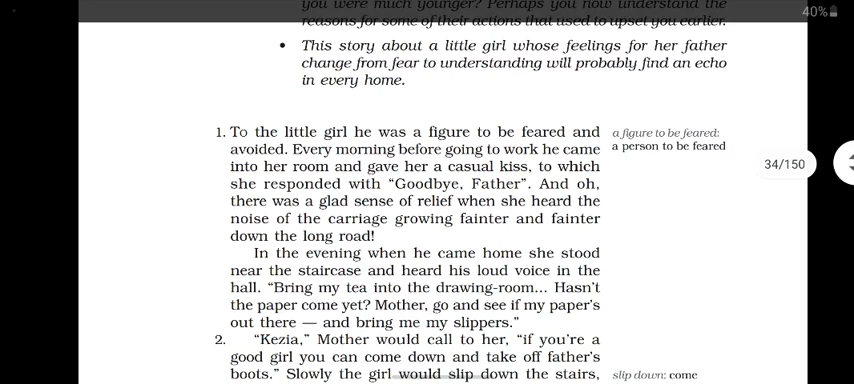 you were much younger? Perhaps you now understand the
reasons for some of their actions that used to upset you earlier.
40%
• This story about a little girl whose feelings for her father
change from fear to understanding will probably find an echo
in every home.
1. To the little girl he was a figure to be feared and
avoided. Every morning before going to work he came
into her room and gave her a casual kiss, to which
she responded with “Goodbye, Father”. And oh,
there was a glad sense of relief when she heard the
noise of the carriage growing fainter and fainter
down the long road!
a figure to be feared:
a person to be feared
34/150
In the evening when he came home she stood
near the staircase and heard his loud voice in the
hall. “Bring my tea into the drawing-room... Hasn’t
the paper come yet? Mother, go and see if my paper’s
out there — and bring me my slippers.”
2. “Kezia,” Mother would call to her, “if you’re a
good girl you can come down and take off father’s
boots.” Slowly the girl would slip down the stairs,
slip down: come